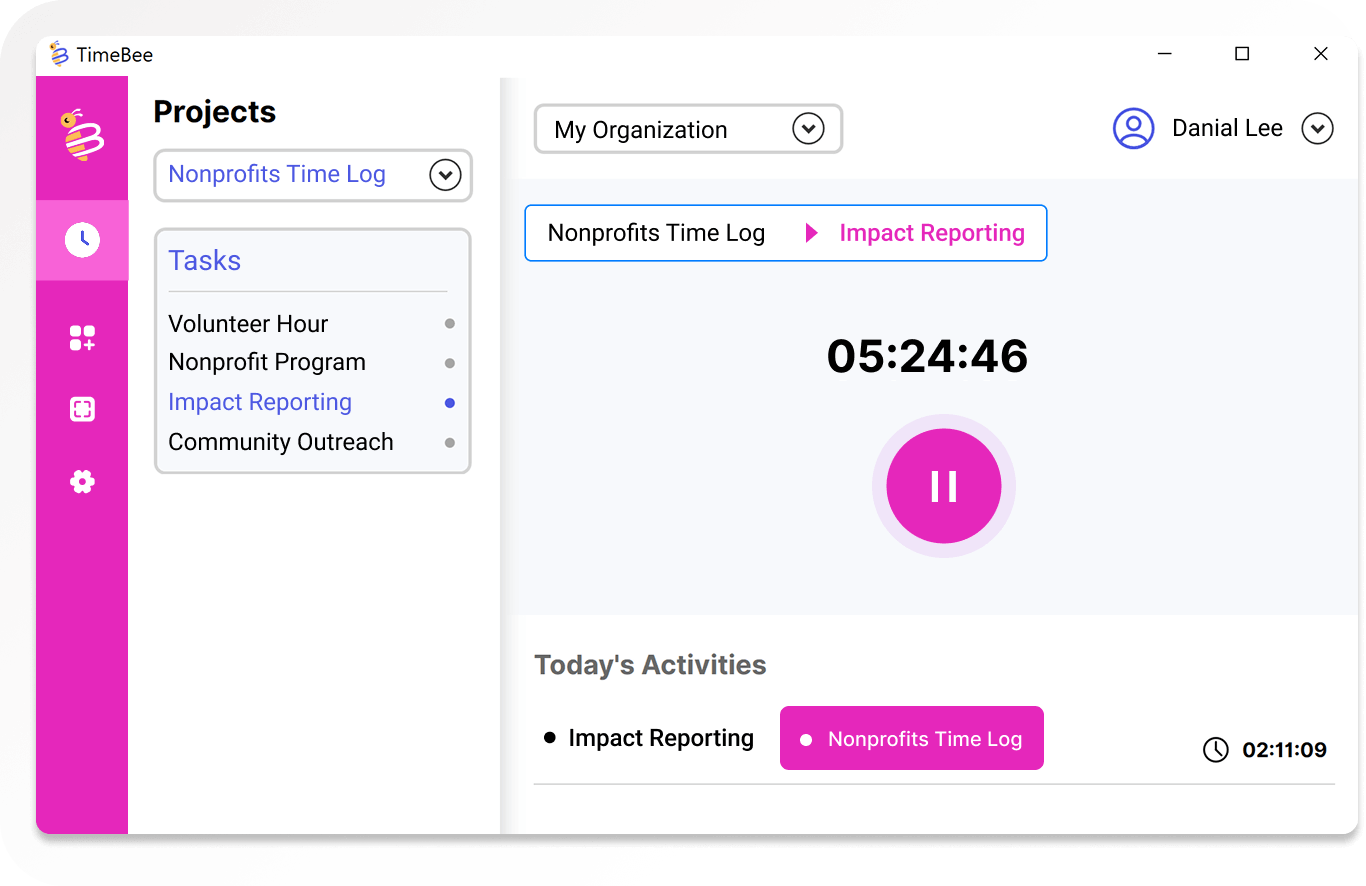 TimeBee
Projects
Nonprofits Time Log
Tasks
Volunteer Hour
Nonprofit Program
Impact Reporting
Community Outreach
My Organization
Danial Lee
Nonprofits Time Log Impact Reporting
05:24:46
Today's Activities
Impact Reporting Nonprofits Time Log 02:11:09